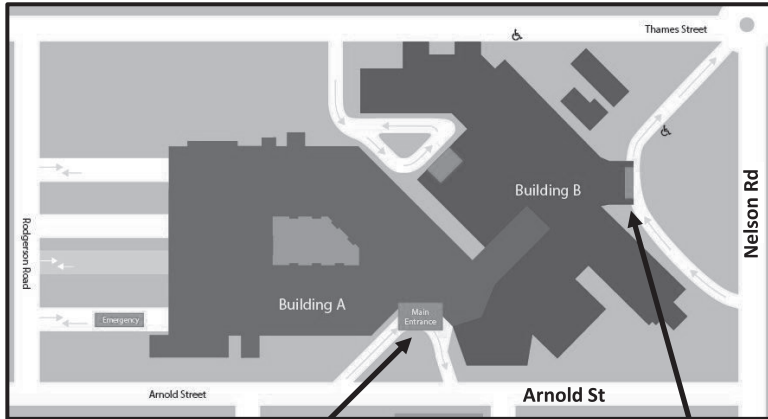 Thames Street
Building B
Nelson Rd
Rodgerson Road
Building A
Main
Entrance
Emergency
Arnold Street
Arnold St